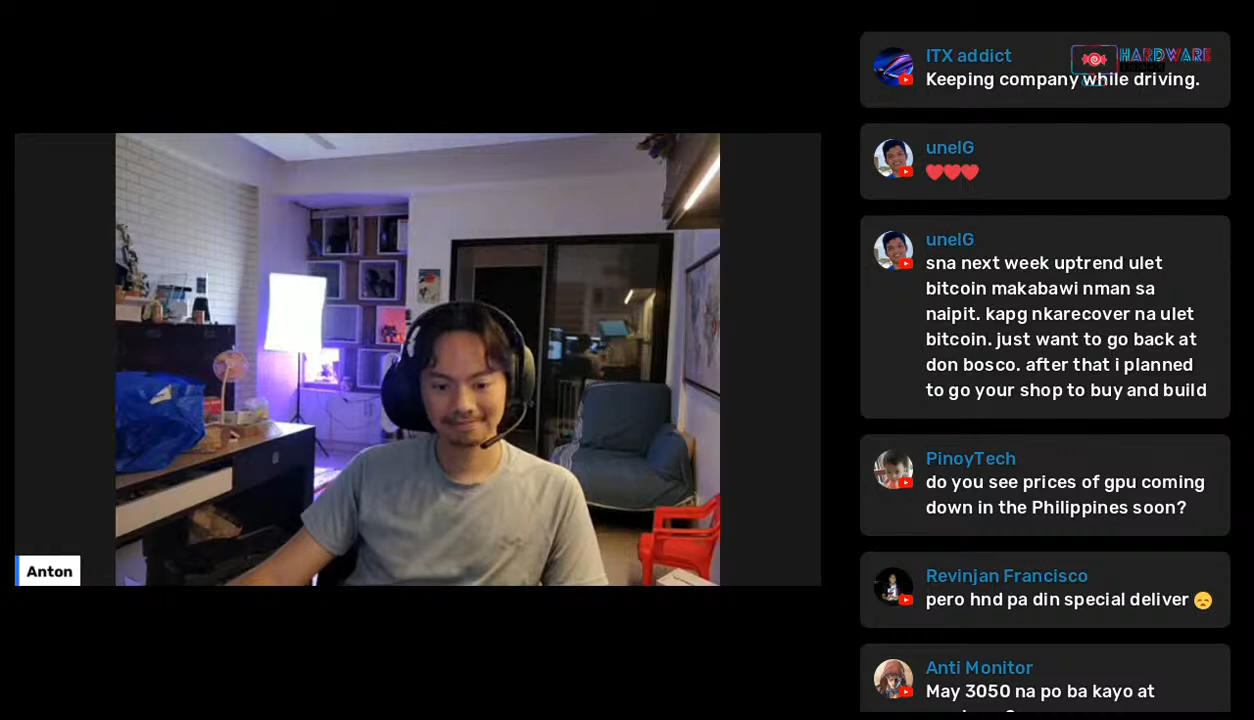 ITX addict
HARDWARE
Keeping company while driving.
unelG
unelG
sna next week uptrend ulet
bitcoin makabawi nman sa
naipit. kapg nkarecover na ulet
bitcoin. just want to go back at
don bosco. after that i planned
to go your shop to buy and build
PinoyTech
do you see prices of gpu coming
down in the Philippines soon?
Revinjan Francisco
pero hnd pa din special deliver
Anti Monitor
May 3050 na po ba kayo at
Anton